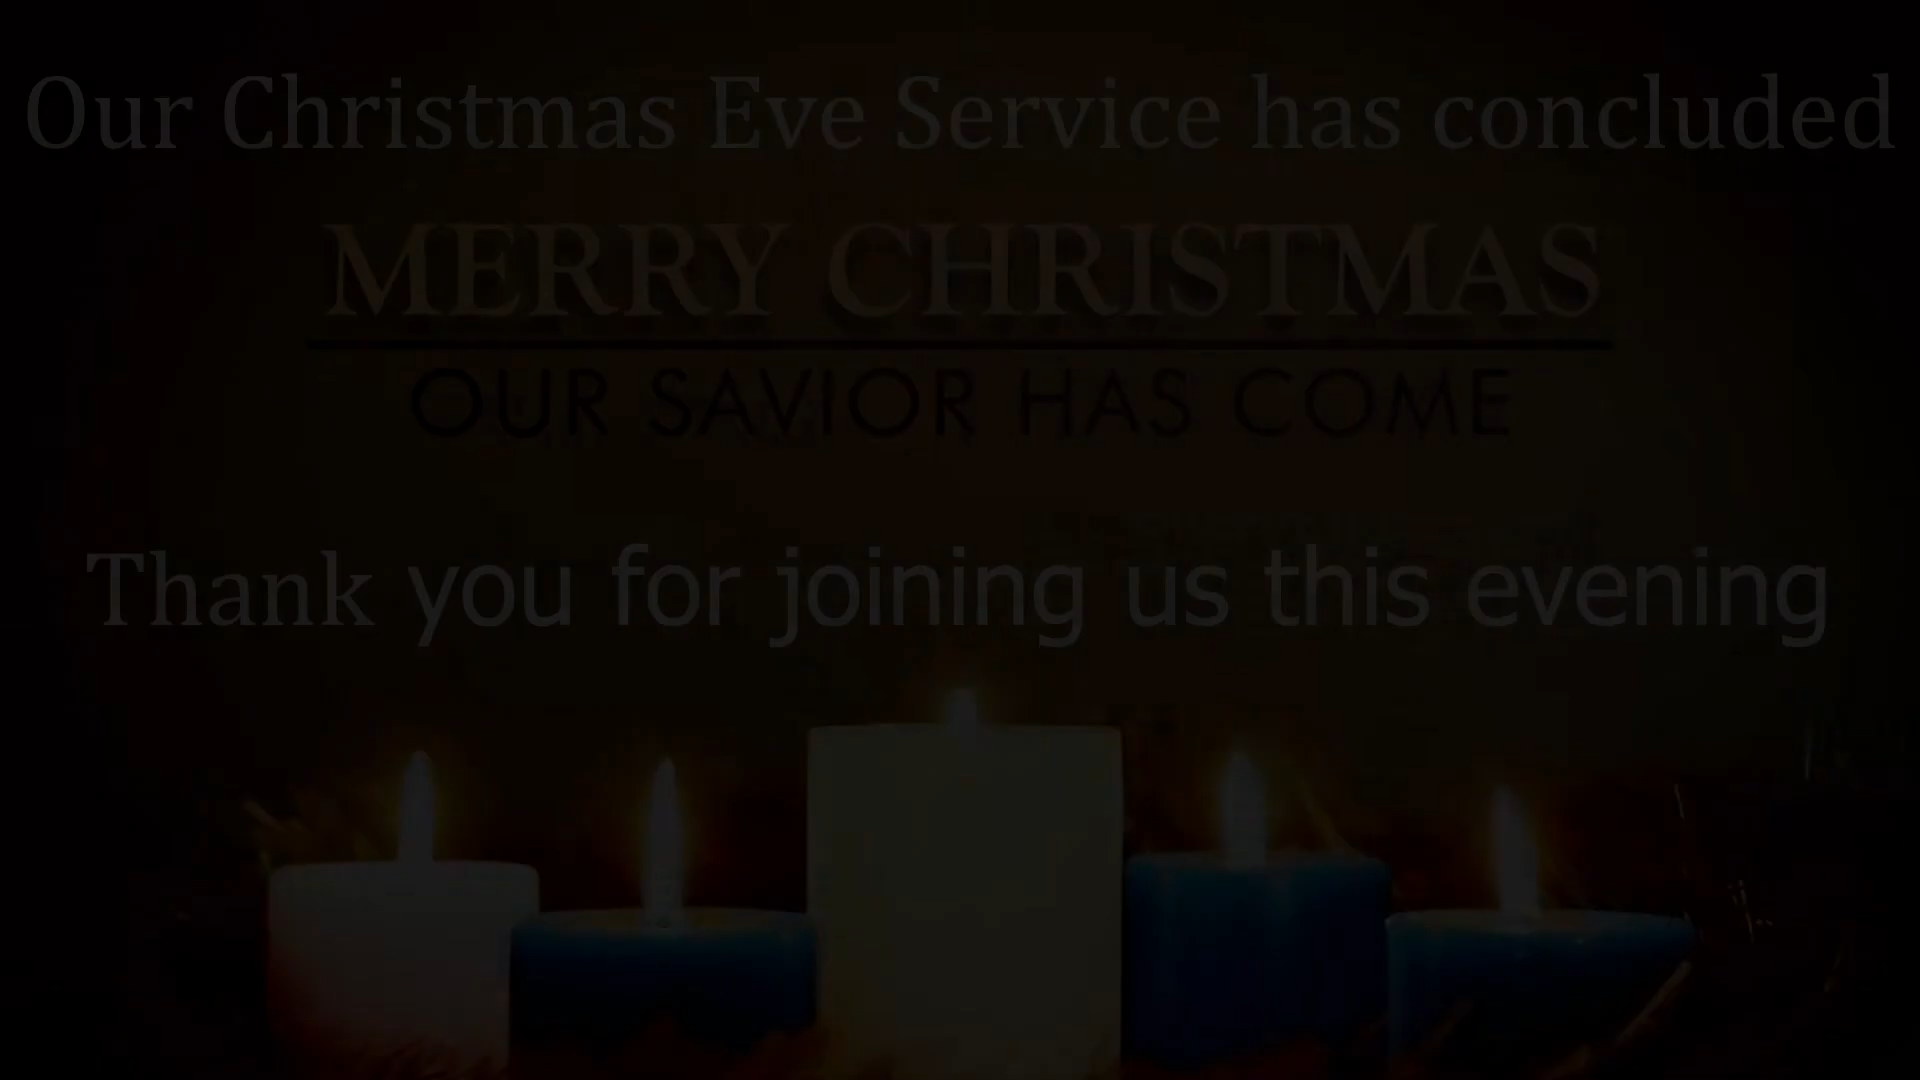 Our Christmas Eve Service has concluded
MERRY CHRISTMAS
OUR SAVIOR HAS COME
Thank you for joining us this evening